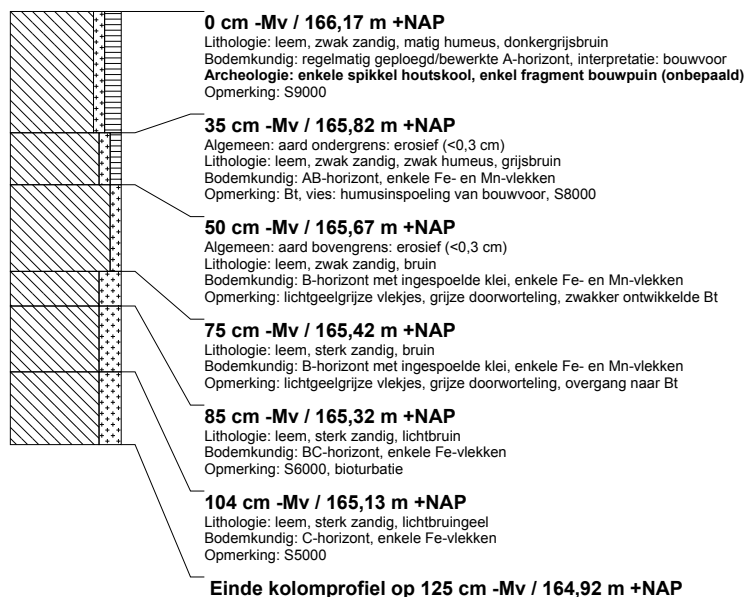 0 cm -Mv / 166,17 m +NAP
Lithologie: leem, zwak zandig, matig humeus, donkergrijsbruin
Bodemkundig: regelmatig geploegd/bewerkte A-horizont, interpretatie: bouwvoor
Archeologie: enkele spikkel houtskool, enkel fragment bouwpuin (onbepaald)
Opmerking: S9000
35 cm -Mv / 165,82 m +NAP
Algemeen: aard ondergrens: erosief (<0,3 cm)
Lithologie: leem, zwak zandig, zwak humeus, grijsbruin
Bodemkundig: AB-horizont, enkele Fe- en Mn-vlekken
Opmerking: Bt, vies: humusinspoeling van bouwvoor, S8000
50 cm -Mv / 165,67 m +NAP
Algemeen: aard bovengrens: erosief (<0,3 cm)
Lithologie: leem, zwak zandig, bruin
Bodemkundig: B-horizont met ingespoelde klei, enkele Fe- en Mn-vlekken
Opmerking: lichtgeelgrijze vlekjes, grijze doorworteling, zwakker ontwikkelde Bt
75 cm -Mv / 165,42 m +NAP
Lithologie: leem, sterk zandig, bruin
Bodemkundig: B-horizont met ingespoelde klei, enkele Fe- en Mn-vlekken
Opmerking: lichtgeelgrijze vlekjes, grijze doorworteling, overgang naar Bt
85 cm -Mv / 165,32 m +NAP
Lithologie: leem, sterk zandig, lichtbruin
Bodemkundig: BC-horizont, enkele Fe-vlekken
Opmerking: S6000, bioturbatie
104 cm -Mv / 165,13 m +NAP
Lithologie: leem, sterk zandig, lichtbruingeel
Bodemkundig: C-horizont, enkele Fe-vlekken
Opmerking: S5000
Einde kolomprofiel op 125 cm -Mv / 164,92 m +NAP